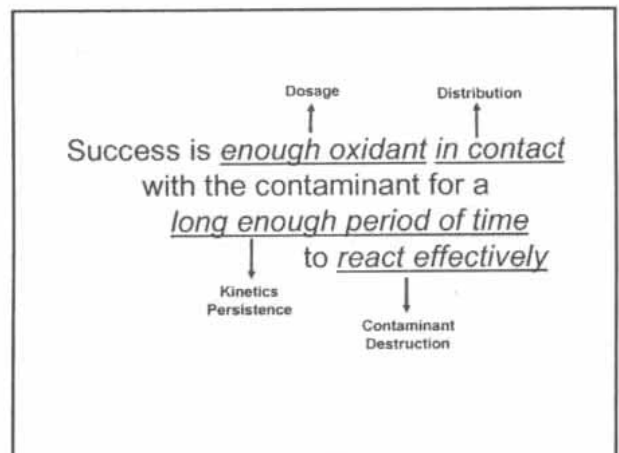 Dosage Distribution
Success is enough oxidant in contact
with the contaminant for a
long enough period of time
to react effectively
Kinetics
Persistence
Contaminant
Destruction